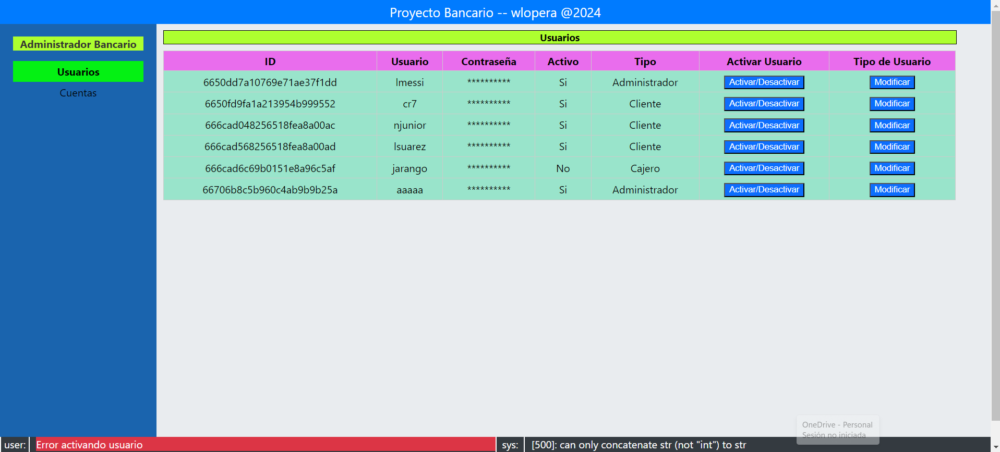 Proyecto Bancario -- wlopera @2024
Administrador Bancario
Usuarios
Cuentas
Usuarios
ID Usuario Contraseña Activo Tipo Activar Usuario Tipo de Usuario
6650dd7a10769e71ae37f1dd lmessi ********** Si Administrador Activar/Desactivar Modificar
6650fd9fa1a213954b999552 cr7 ********** Si Cliente Activar/Desactivar Modificar
666cad048256518fea8a00ac njunior ********** Si Cliente Activar/Desactivar Modificar
666cad568256518fea8a00ad lsuarez ********** Si Cliente Activar/Desactivar Modificar
666cad6c69b0151e8a96c5af jarango ********** No Cajero Activar/Desactivar Modificar
66706b8c5b960c4ab9b9b25a aaaaa ********** Si Administrador Activar/Desactivar Modificar
OneDrive - Personal
Sesión no iniciada
user: Error activando usuario sys: [500]: can only concatenate str (not "int") to str